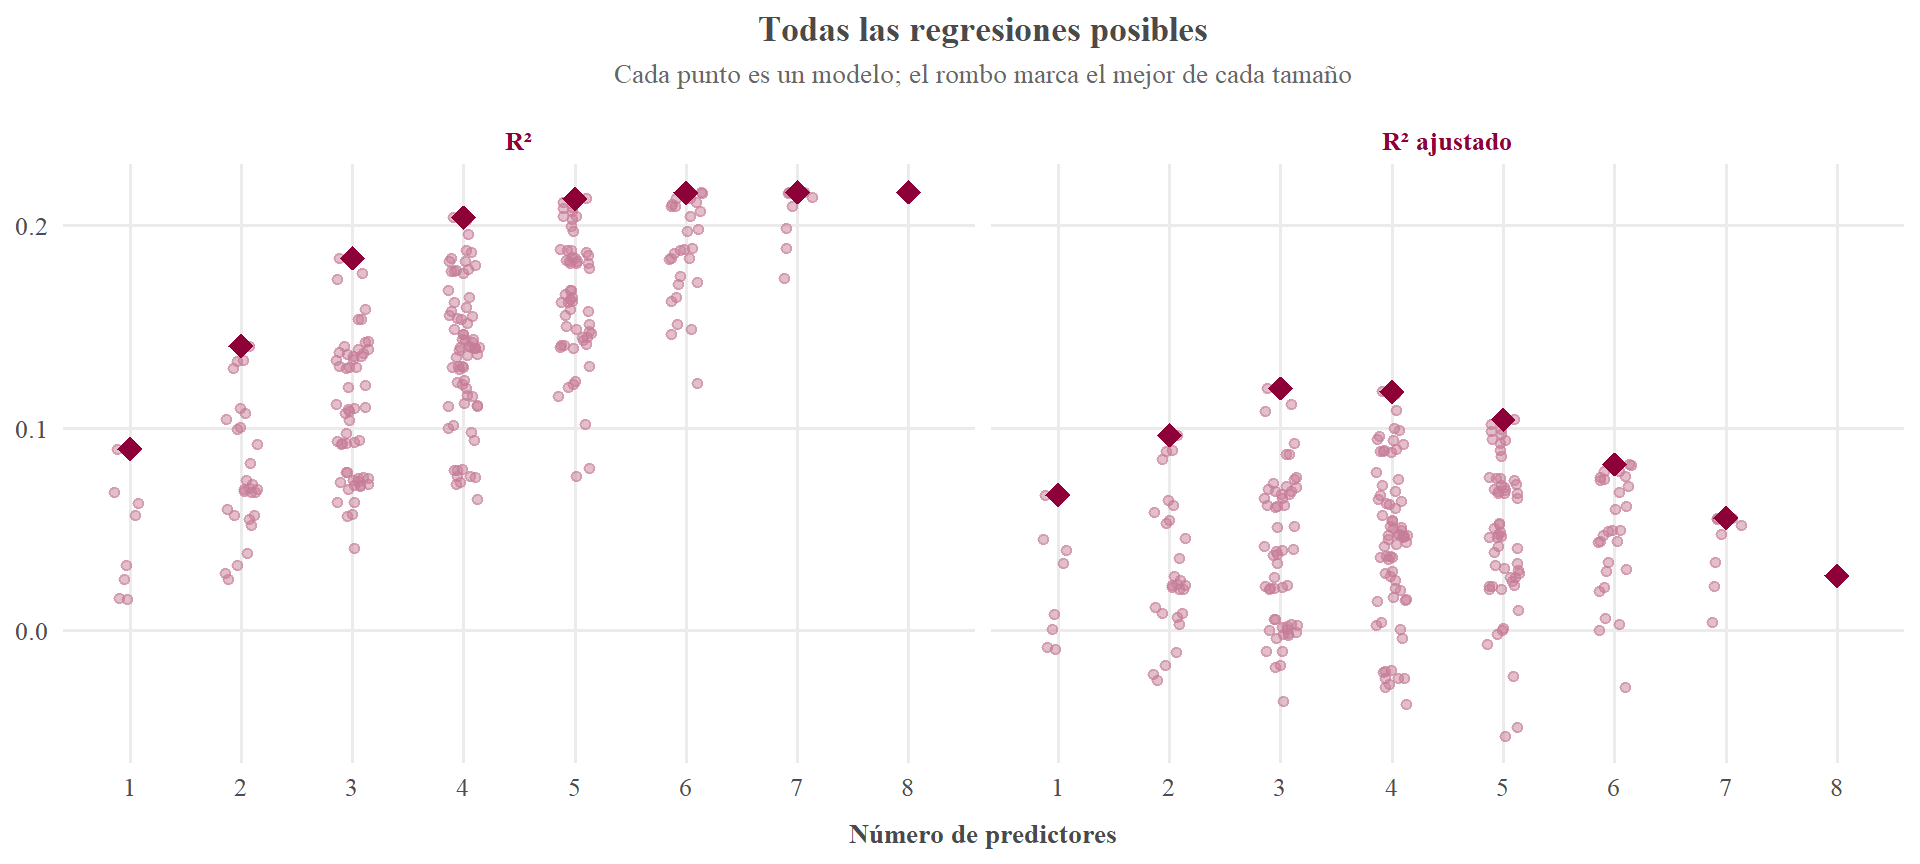 Todas las regresiones posibles
Cada punto es un modelo; el rombo marca el mejor de cada tamaño
R²
R² ajustado
0.2
0.1
0.0
1 2 3 4 5 6 7 8
1 2 3 4 5 6 7 8
Número de predictores